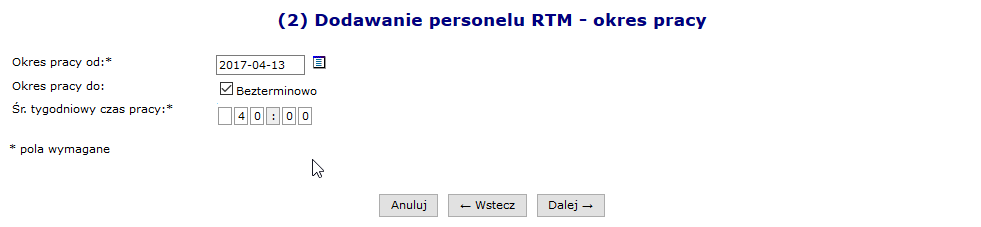 (2) Dodawanie personelu RTM - okres pracy
Okres pracy od:* 2017-04-13
Okres pracy do: Bezterminowo
Śr. tygodniowy czas pracy:* 40:00
* pola wymagane
Anuluj ← Wstecz Dalej →